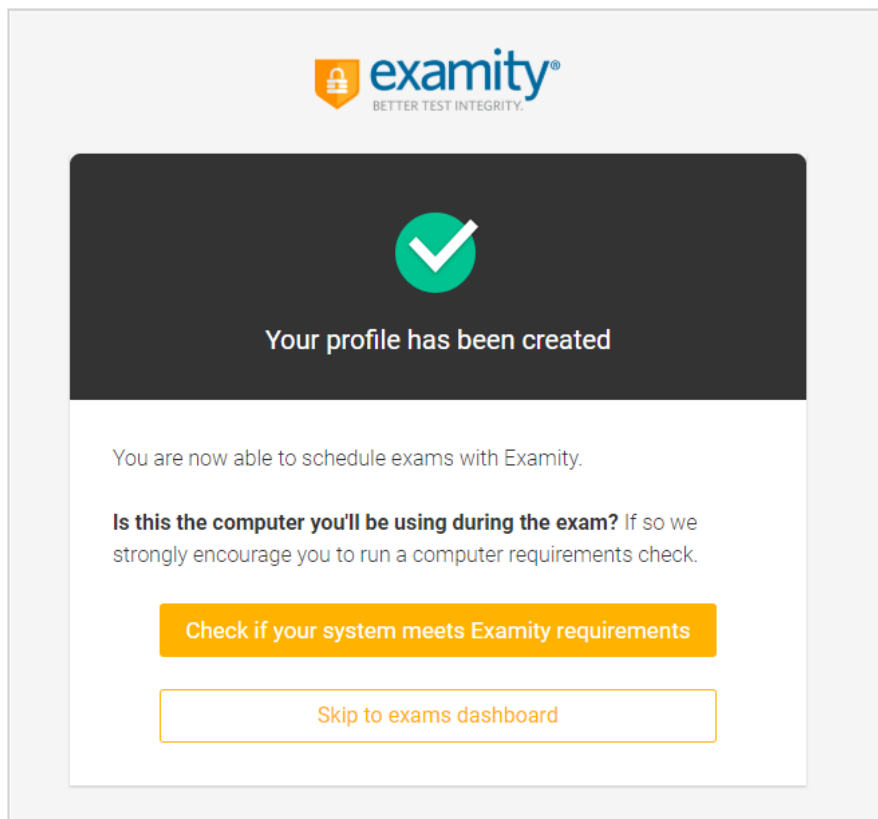 examity®
BETTER TEST INTEGRITY.
Your profile has been created
You are now able to schedule exams with Examity.
Is this the computer you'll be using during the exam? If so we
strongly encourage you to run a computer requirements check.
Check if your system meets Examity requirements
Skip to exams dashboard